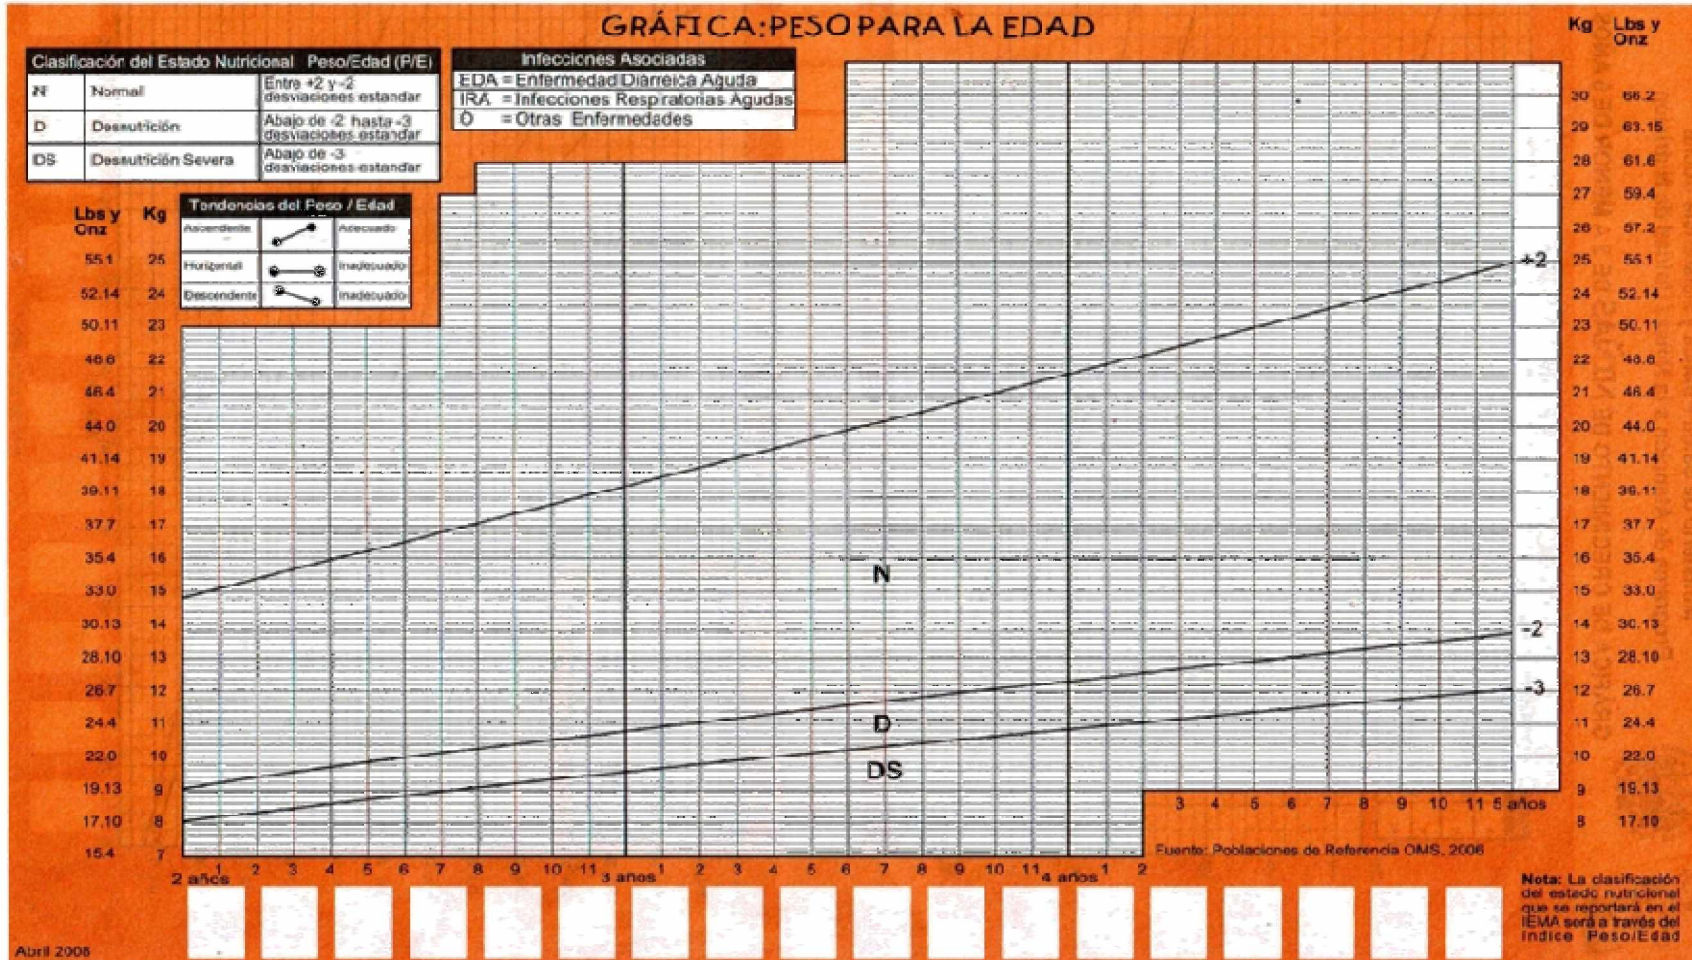 GRÁFICA: PESO PARA LA EDAD
Clasificación del Estado Nutricional Peso/Edad (P/E)
N Normal Entre +2 y -2
desviaciones estandar
D Desnutrición Abajo de -2 hasta -3
desviaciones estandar
DS Desnutrición Severa Abajo de -3
desviaciones estandar
Infecciones Asociadas
EDA = Enfermedad Diarreica Aguda
IRA = Infecciones Respiratorias Agudas
O = Otras Enfermedades
Tendencias del Peso / Edad
Ascendente Adecuado
Horizontal Inadecuado
Descendente Inadecuado
Lbs y
Onz
Kg
55.1 25
52.14 24
50.11 23
48.8 22
46.4 21
44.0 20
41.14 19
39.11 18
37.7 17
35.4 16
33.0 15
30.13 14
28.10 13
26.7 12
24.4 11
22.0 10
19.13 9
17.10 8
15.4 7
Kg
Lbs y
Onz
30 66.2
29 63.15
28 61.6
27 59.4
26 57.2
25 55.1
24 52.14
23 50.11
22 48.8
21 46.4
20 44.0
19 41.14
18 39.11
17 37.7
16 35.4
15 33.0
14 30.13
13 28.10
12 26.7
11 24.4
10 22.0
9 19.13
8 17.10
+2
-2
-3
N
D
DS
3 4 5 6 7 8 9 10 11 5 años
Fuente: Poblaciones de Referencia OMS, 2006
2 años 1 2 3 4 5 6 7 8 9 10 11 3 años 1 2 3 4 5 6 7 8 9 10 11 4 años 1 2
Nota: La clasificación
del estado nutricional
que se reportará en el
IEMA será a través del
Indice Peso/Edad
Abril 2008